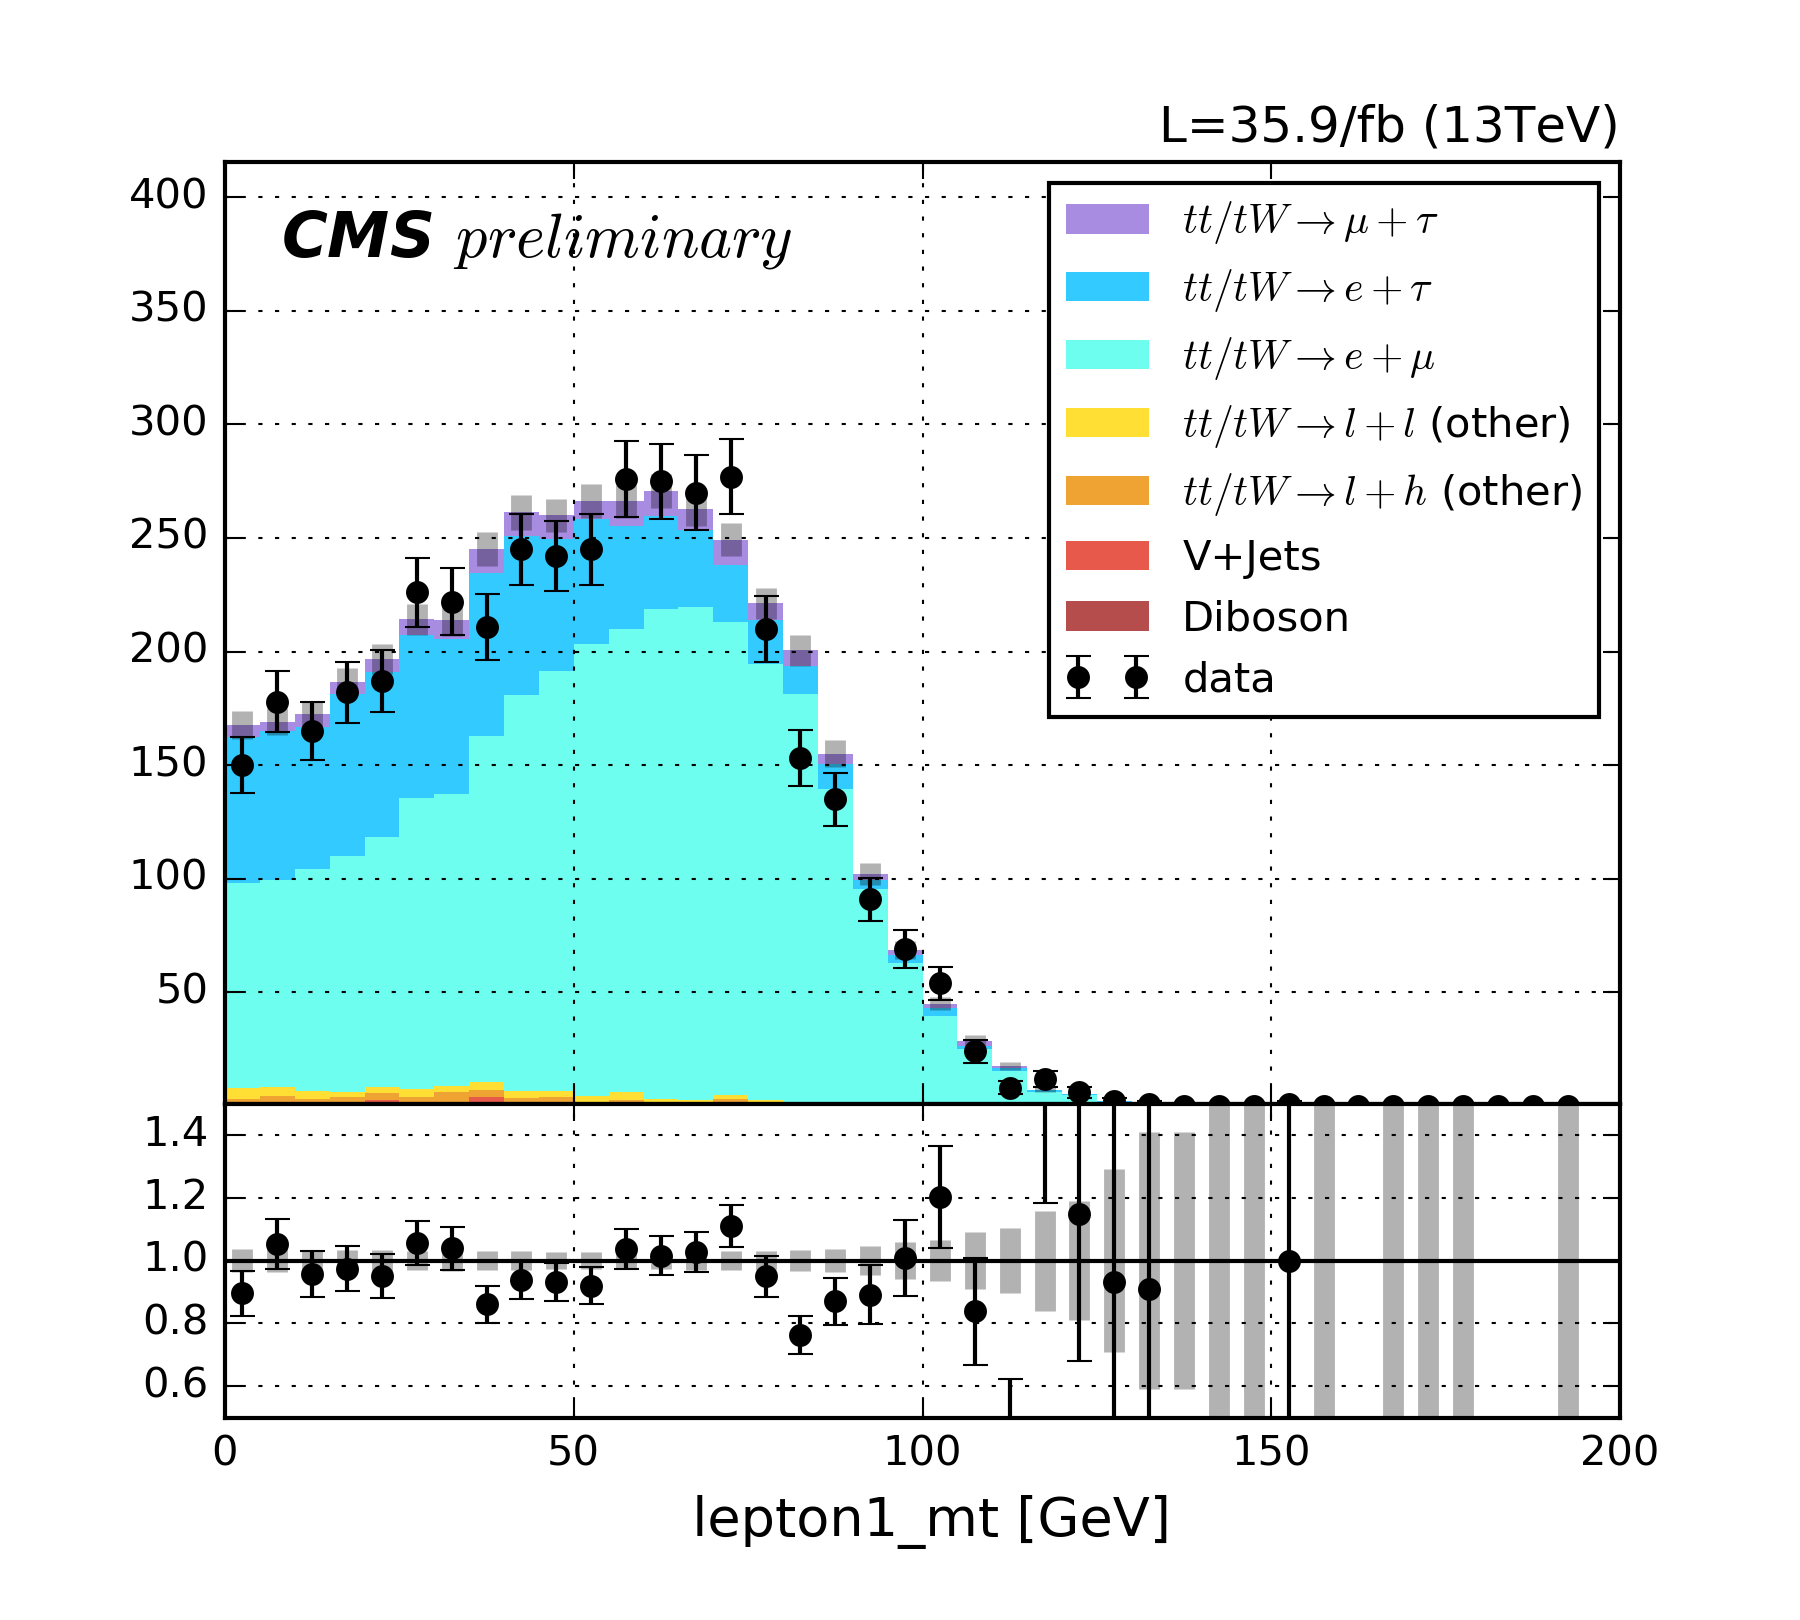 L=35.9/fb (13TeV)
CMS preliminary
400
350
300
250
200
150
100
50
tt/tW → μ + τ
tt/tW → e + τ
tt/tW → e + μ
tt/tW → l + l (other)
tt/tW → l + h (other)
V+Jets
Diboson
data
1.4
1.2
1.0
0.8
0.6
0 50 100 150 200
lepton1_mt [GeV]